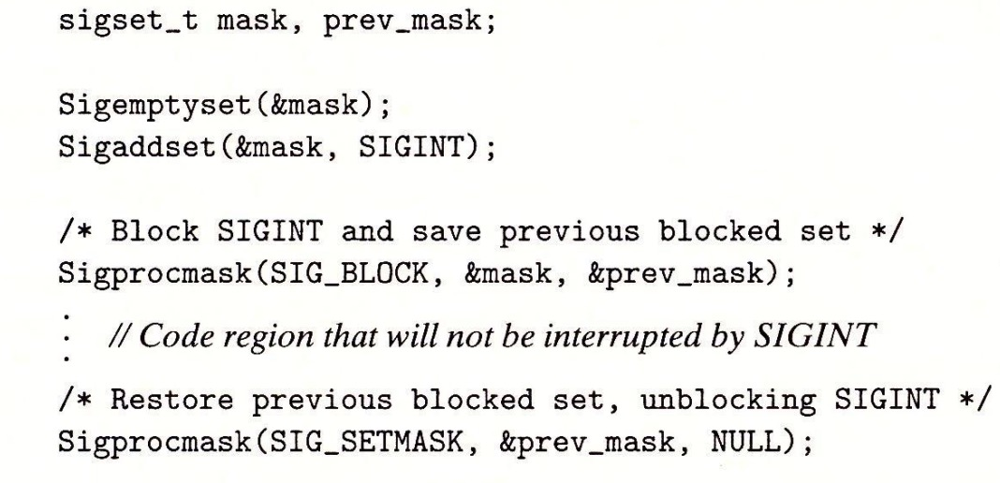 sigset_t mask, prev_mask;
Sigemptyset(&mask);
Sigaddset(&mask, SIGINT);
/* Block SIGINT and save previous blocked set */
Sigprocmask(SIG_BLOCK, &mask, &prev_mask);
⋮ // Code region that will not be interrupted by SIGINT
/* Restore previous blocked set, unblocking SIGINT */
Sigprocmask(SIG_SETMASK, &prev_mask, NULL);